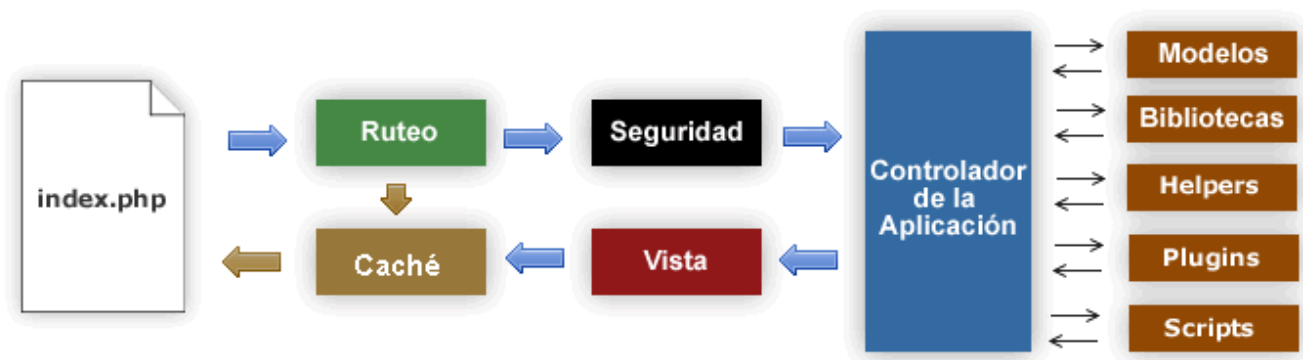 index.php
Ruteo
Seguridad
Caché
Vista
Controlador
de la
Aplicación
Modelos
Bibliotecas
Helpers
Plugins
Scripts